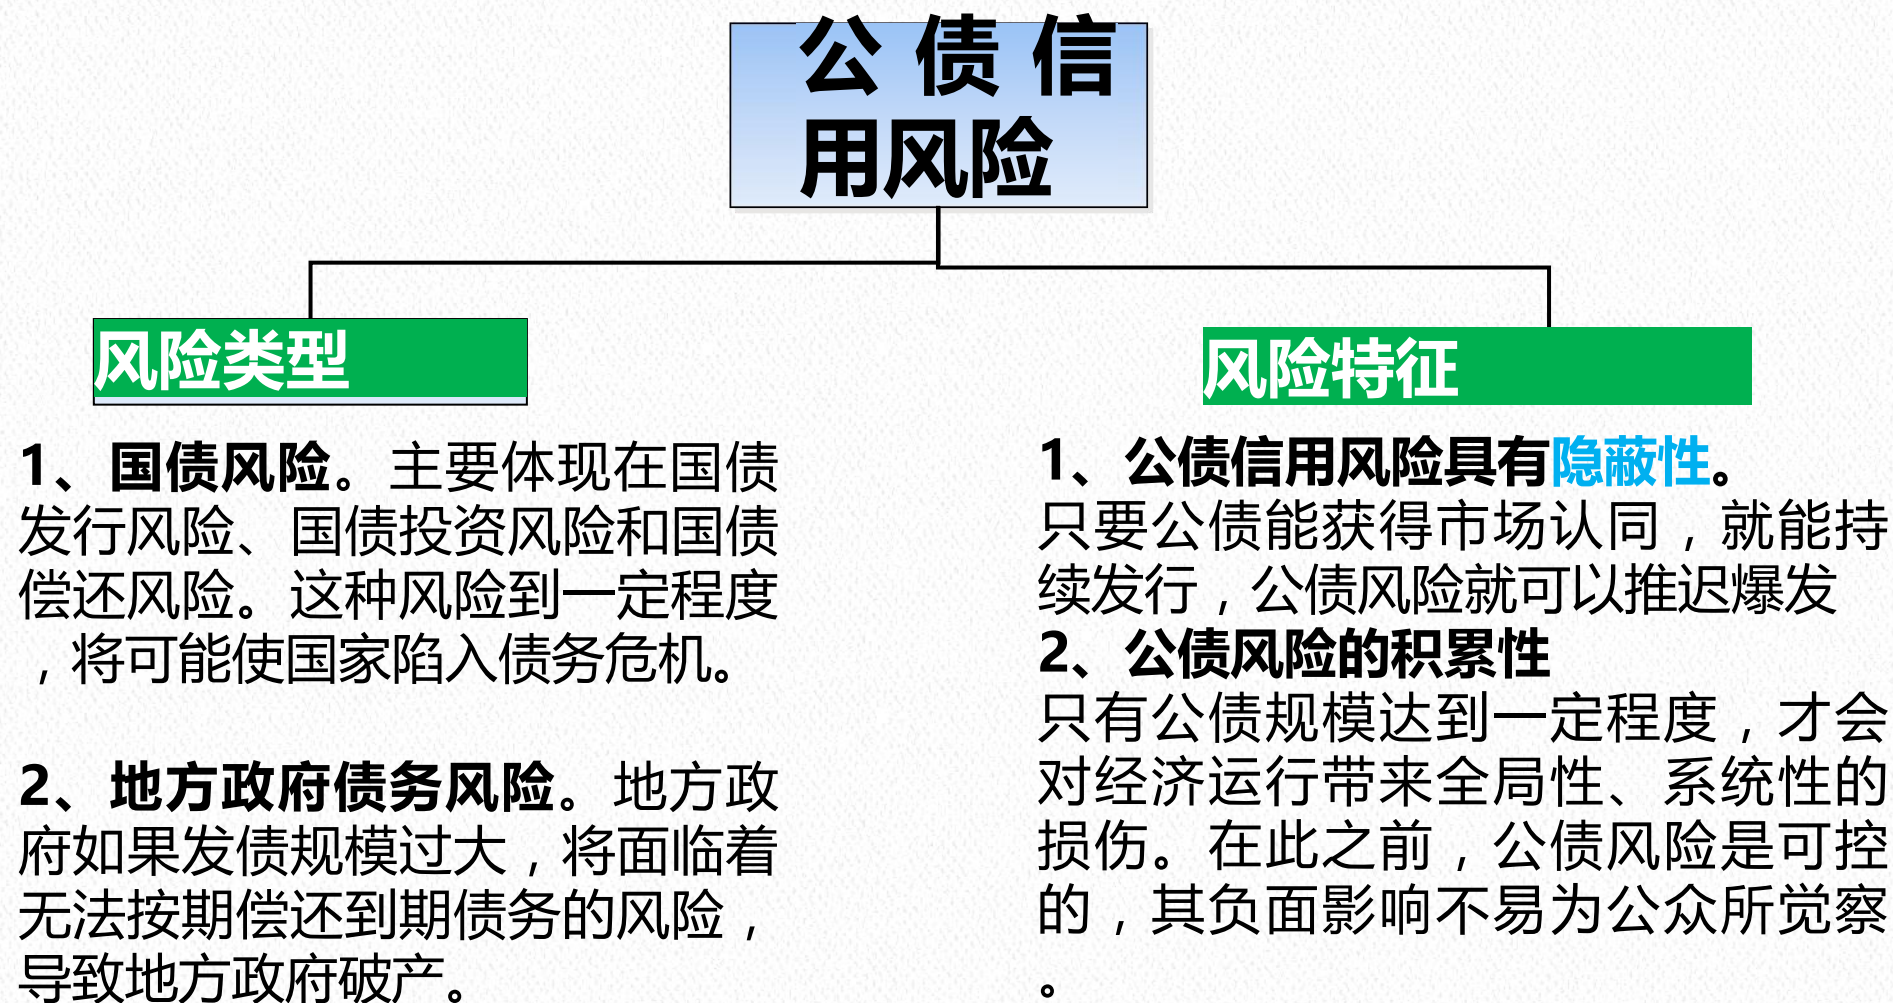 公债信
用风险
风险类型
1、国债风险。主要体现在国债
发行风险、国债投资风险和国债
偿还风险。这种风险到一定程度
，将可能使国家陷入债务危机。
2、地方政府债务风险。地方政
府如果发债规模过大，将面临着
无法按期偿还到期债务的风险，
导致地方政府破产。
风险特征
1、公债信用风险具有隐蔽性。
只要公债能获得市场认同，就能持
续发行，公债风险就可以推迟爆发
2、公债风险的积累性
只有公债规模达到一定程度，才会
对经济运行带来全局性、系统性的
损伤。在此之前，公债风险是可控
的，其负面影响不易为公众所觉察
。